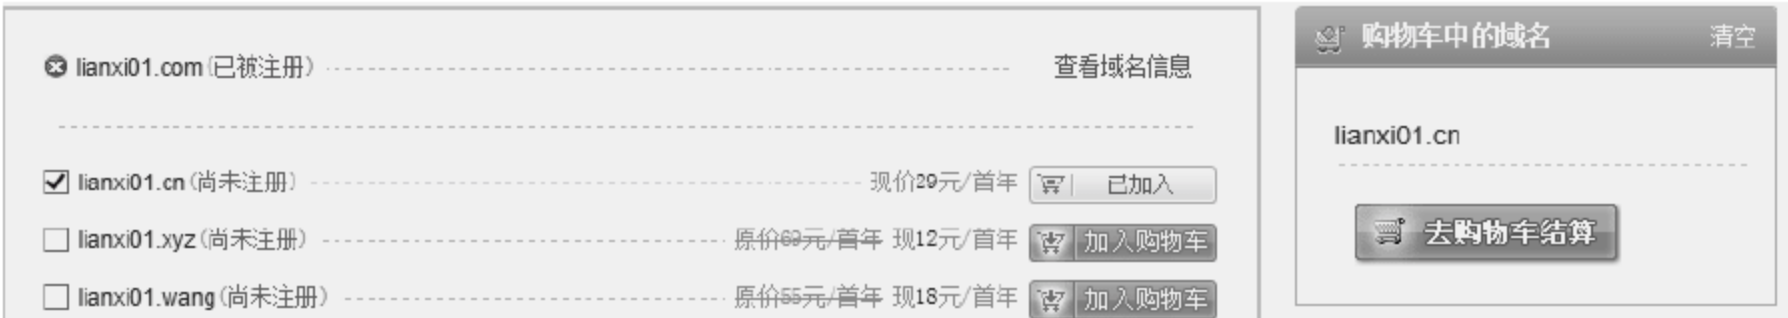 lianxi01.com(已被注册) 查看域名信息
lianxi01.cn(尚未注册) 现价29元/首年 已加入
lianxi01.xyz(尚未注册) 原价69元/首年 现12元/首年 加入购物车
lianxi01.wang(尚未注册) 原价55元/首年 现18元/首年 加入购物车
购物车中的域名 清空
lianxi01.cn
去购物车结算